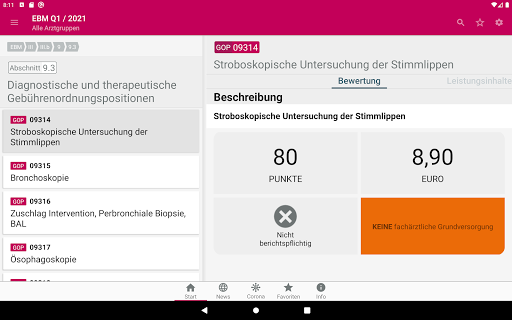 8:11
EBM Q1 / 2021
Alle Arztgruppen
EBM III III.b 9 9.3
Abschnitt 9.3
Diagnostische und therapeutische
Gebührenordnungspositionen
GOP 09314
Stroboskopische Untersuchung der
Stimmlippen
GOP 09315
Bronchoskopie
GOP 09316
Zuschlag Intervention, Perbronchiale Biopsie,
BAL
GOP 09317
Ösophagoskopie
GOP 09314
Stroboskopische Untersuchung der Stimmlippen
Bewertung
Leistungsinhalte
Beschreibung
Stroboskopische Untersuchung der Stimmlippen
80
PUNKTE
8,90
EURO
Nicht
berichtspflichtig
KEINE fachärztliche Grundversorgung
Start
News
Corona
Favoriten
Info